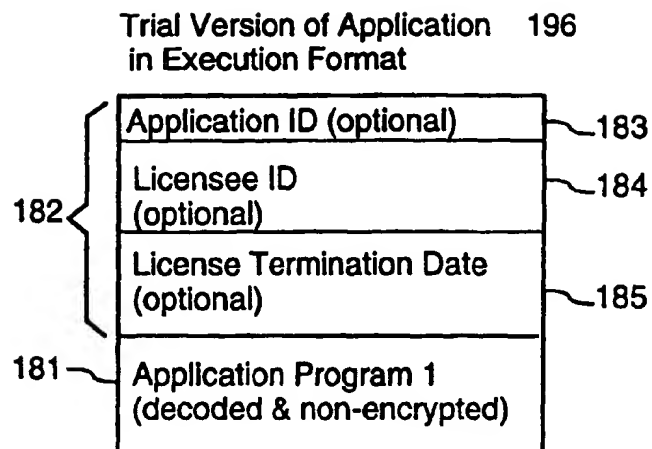 Trial Version of Application 196
in Execution Format
Application ID (optional) 183
Licensee ID 184
(optional)
182
License Termination Date
(optional) 185
181 Application Program 1
(decoded & non-encrypted)